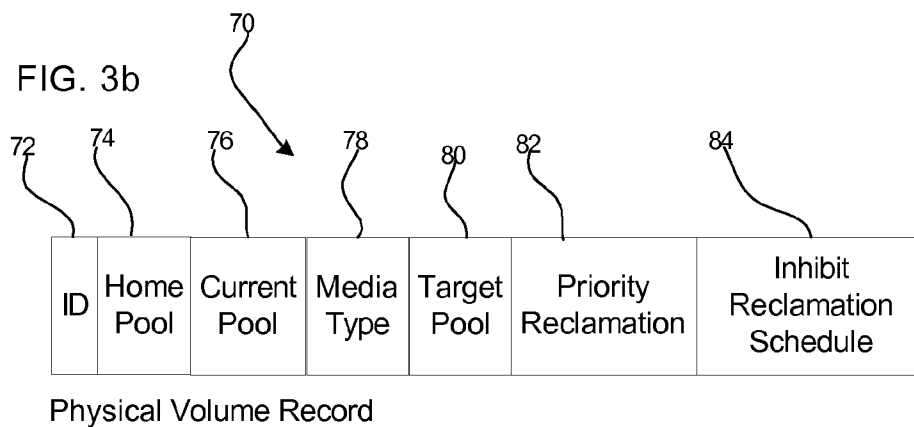 70
FIG. 3b
72
74
76
78
80
82
84
ID
Home
Pool
Current
Pool
Media
Type
Target
Pool
Priority
Reclamation
Inhibit
Reclamation
Schedule
Physical Volume Record